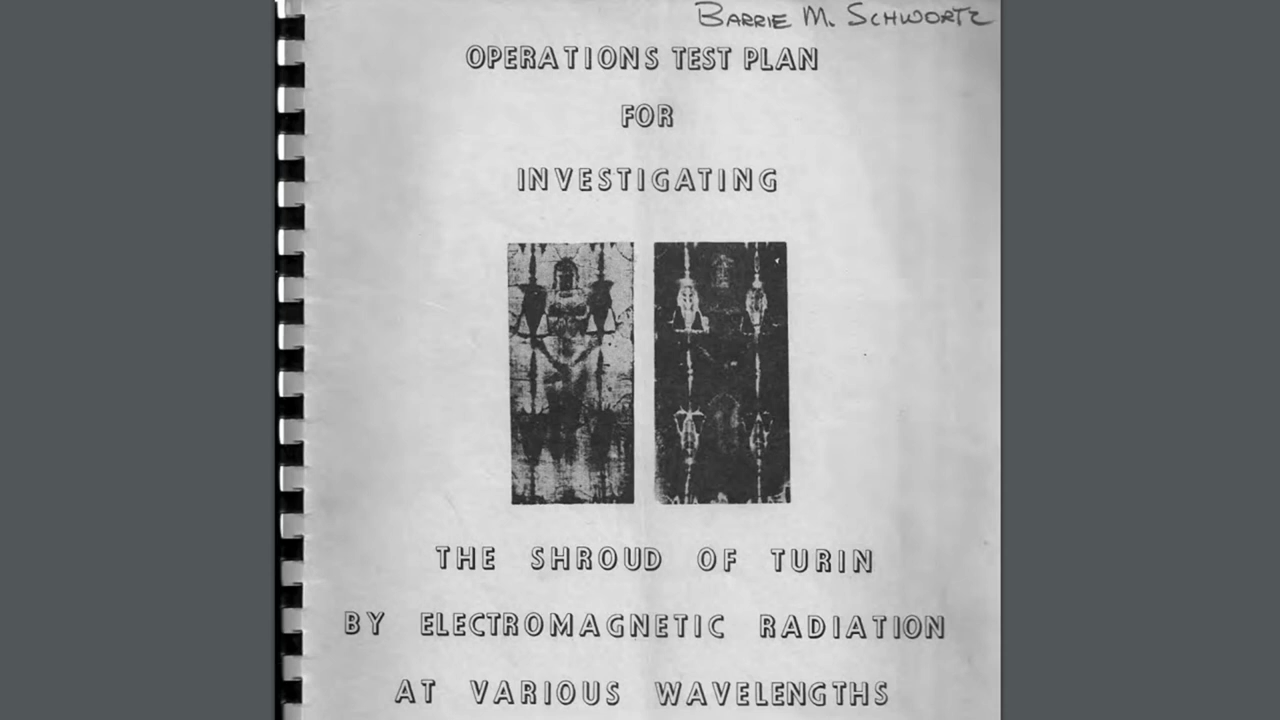 BARRIE M. SCHWORTZ
OPERATIONS TEST PLAN
FOR
INVESTIGATING
THE SHROUD OF TURIN
BY ELECTROMAGNETIC RADIATION
AT VARIOUS WAVELENGTHS